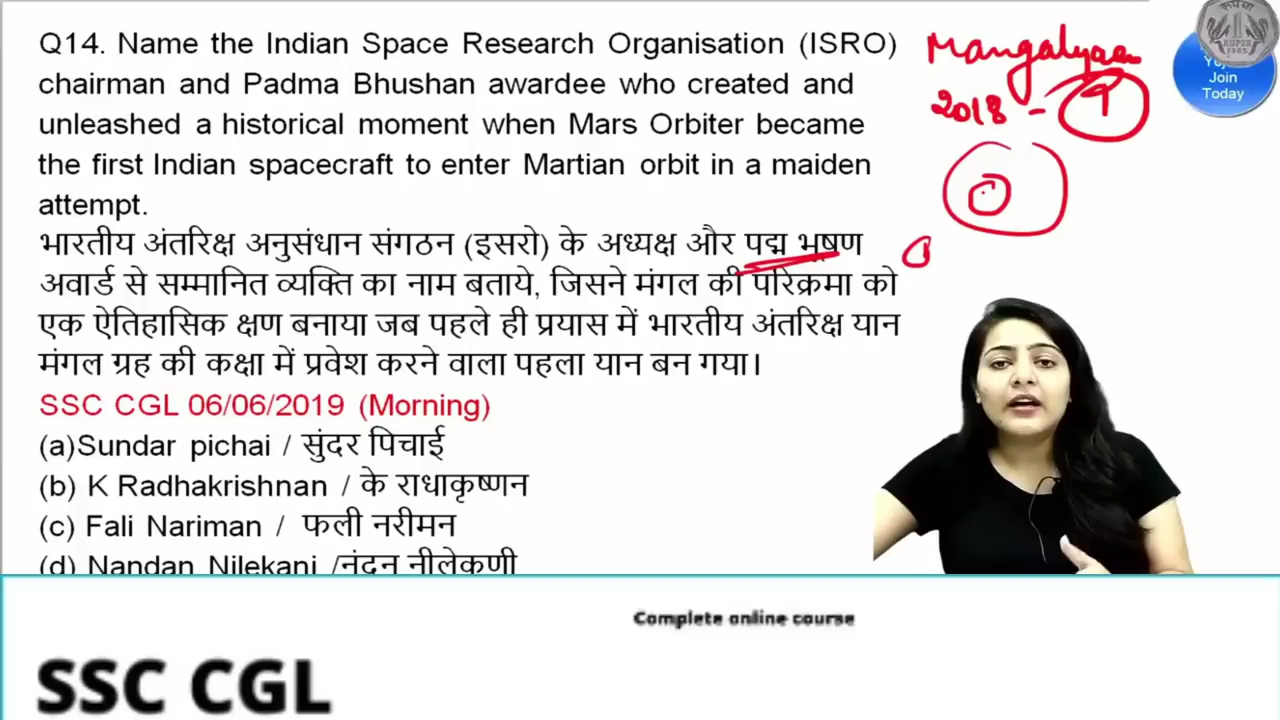 Q14. Name the Indian Space Research Organisation (ISRO)
chairman and Padma Bhushan awardee who created and
unleashed a historical moment when Mars Orbiter became
the first Indian spacecraft to enter Martian orbit in a maiden
attempt.
भारतीय अंतरिक्ष अनुसंधान संगठन (इसरो) के अध्यक्ष और पद्म भूषण
अवार्ड से सम्मानित व्यक्ति का नाम बताये, जिसने मंगल की परिक्रमा को
एक ऐतिहासिक क्षण बनाया जब पहले ही प्रयास में भारतीय अंतरिक्ष यान
मंगल ग्रह की कक्षा में प्रवेश करने वाला पहला यान बन गया।
SSC CGL 06/06/2019 (Morning)
(a)Sundar pichai / सुंदर पिचाई
(b) K Radhakrishnan / के राधाकृष्णन
(c) Fali Nariman / फली नरीमन
(d) Nandan Nilekani /नंदन नीलेकणी
Mangalyaan
2018 -
Join
Today
Complete online course
SSC CGL